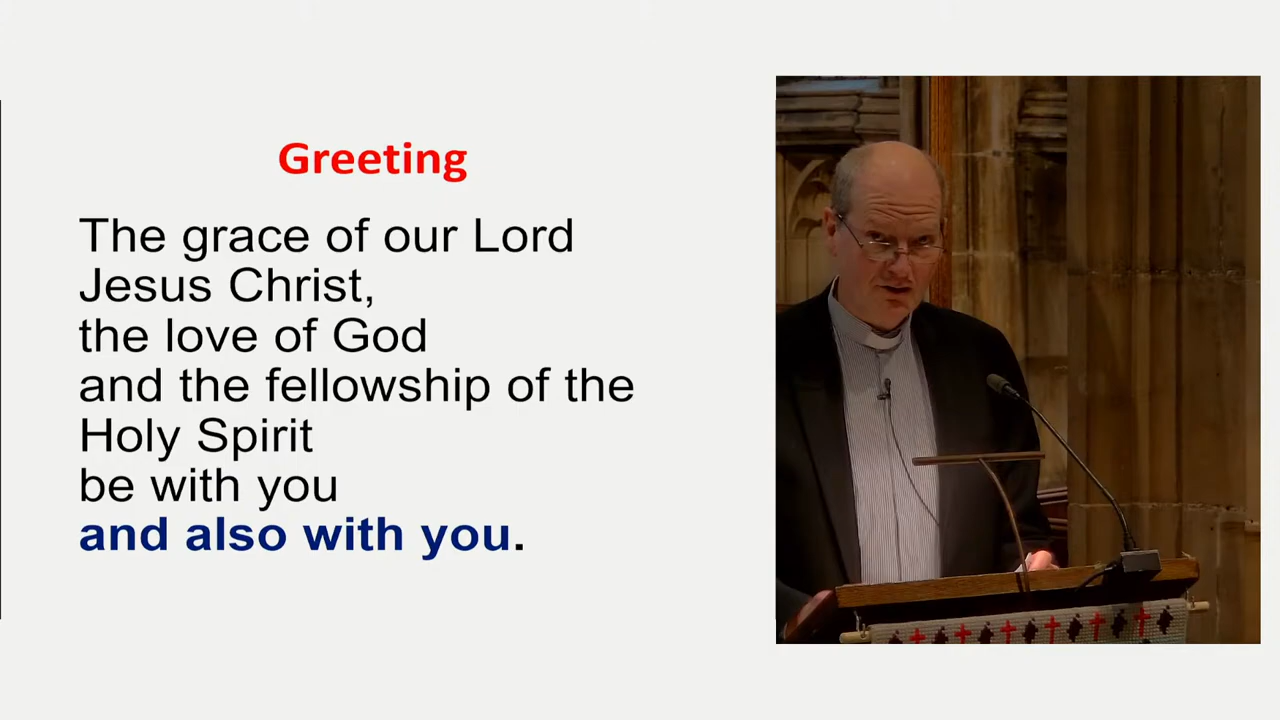 Greeting
The grace of our Lord
Jesus Christ,
the love of God
and the fellowship of the
Holy Spirit
be with you
and also with you.